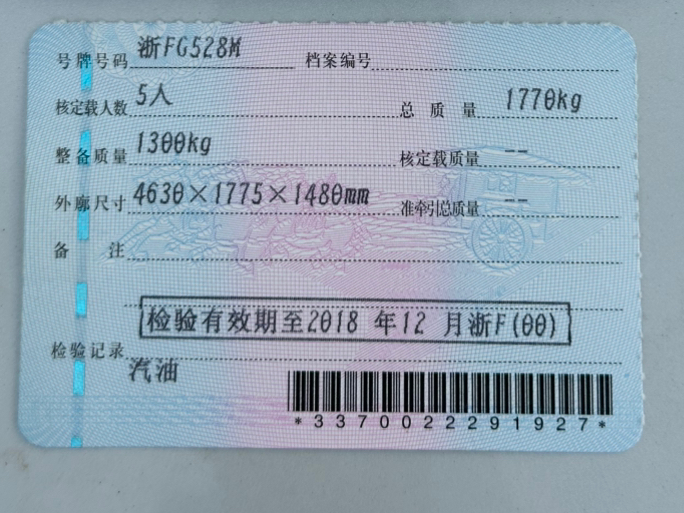 号牌号码 浙FG528M 档案编号
核定载人数 5人 总质量 1770kg
整备质量 1300kg 核定载质量 --
外廓尺寸 4630×1775×1480mm 准牵引总质量 --
备注
检验有效期至2018 年12 月浙F(00)
检验记录
汽油
*3370022291927*